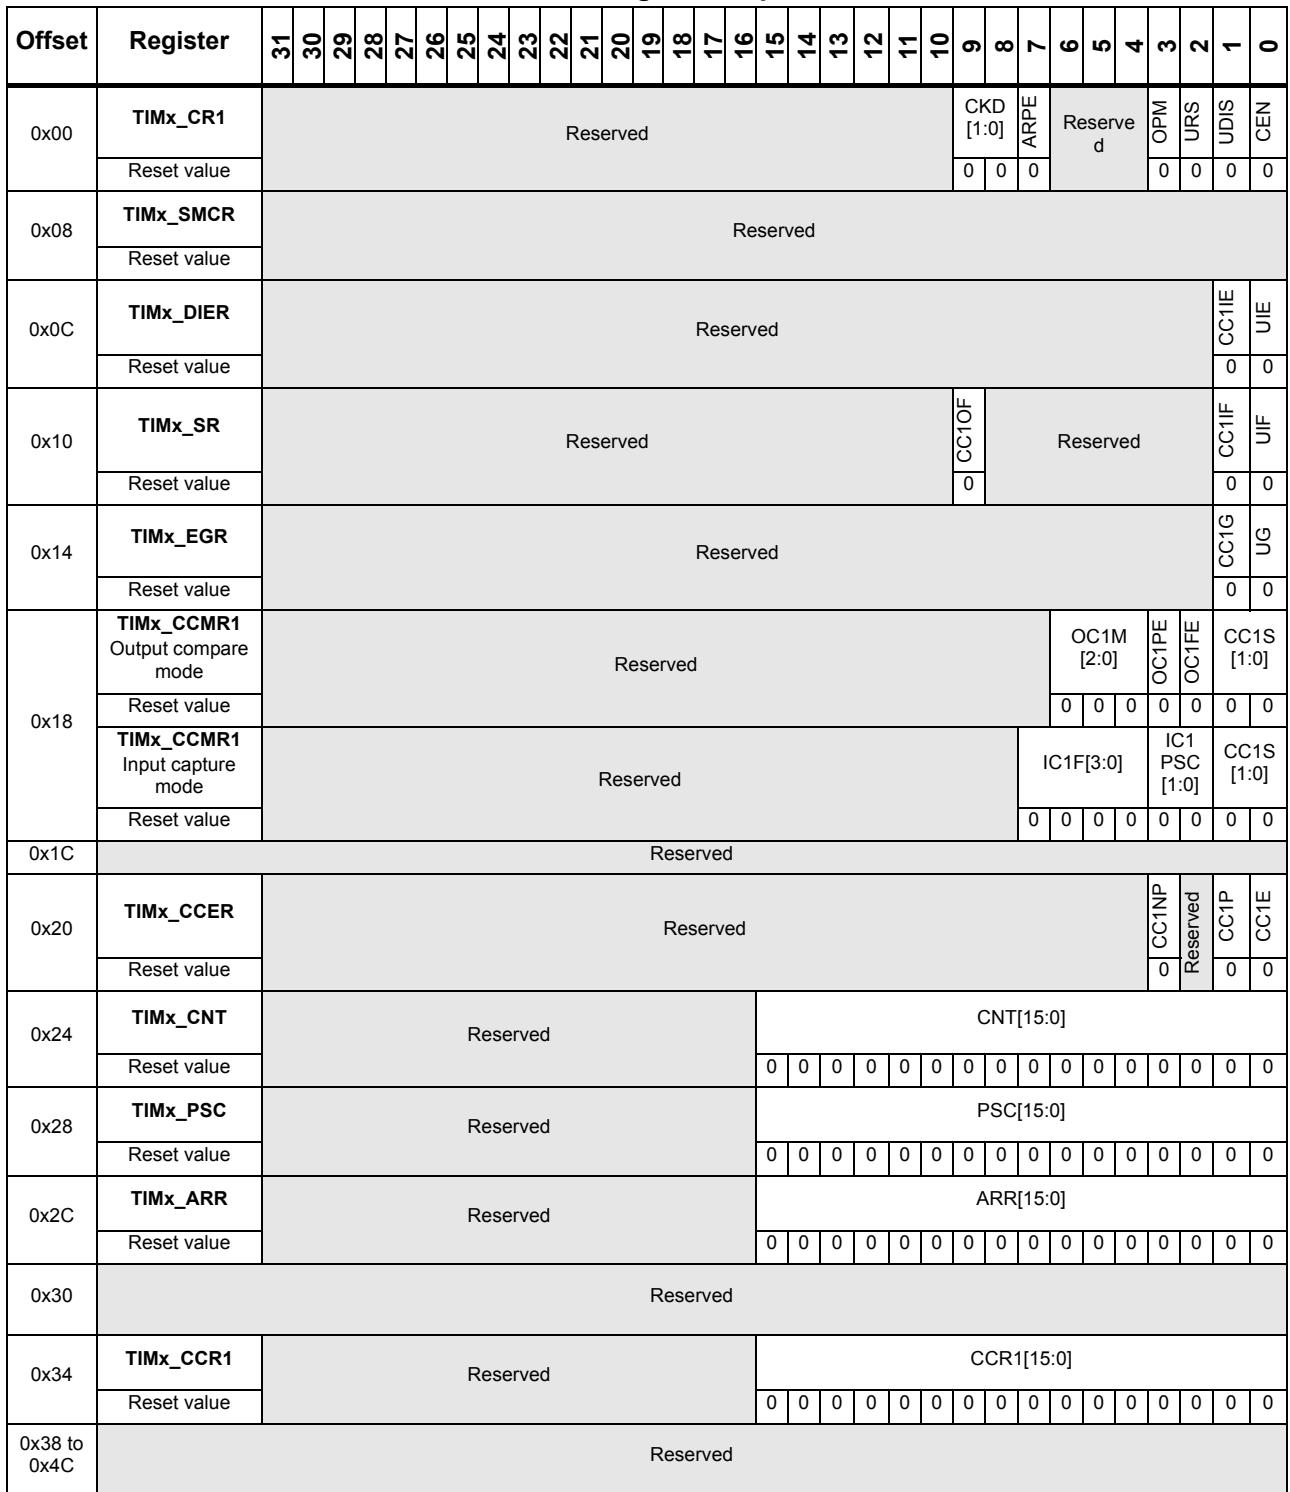 Offset Register 31 30 29 28 27 26 25 24 23 22 21 20 19 18 17 16 15 14 13 12 11 10 9 8 7 6 5 4 3 2 1 0
0x00 TIMx_CR1 Reserved CKD [1:0] ARPE Reserve d OPM URS UDIS CEN
Reset value 0 0 0 0 0 0 0
0x08 TIMx_SMCR Reserved
Reset value
0x0C TIMx_DIER Reserved CC1IE UIE
Reset value 0 0
0x10 TIMx_SR Reserved CC1OF Reserved CC1IF UIF
Reset value 0 0 0
0x14 TIMx_EGR Reserved CC1G UG
Reset value 0 0
0x18 TIMx_CCMR1 Output compare mode Reserved OC1M [2:0] OC1PE OC1FE CC1S [1:0]
Reset value 0 0 0 0 0 0 0
TIMx_CCMR1 Input capture mode Reserved IC1F[3:0] IC1 PSC [1:0] CC1S [1:0]
Reset value 0 0 0 0 0 0 0 0
0x1C Reserved
0x20 TIMx_CCER Reserved CC1NP Reserved CC1P CC1E
Reset value 0 0 0
0x24 TIMx_CNT Reserved CNT[15:0]
Reset value 0 0 0 0 0 0 0 0 0 0 0 0 0 0 0 0
0x28 TIMx_PSC Reserved PSC[15:0]
Reset value 0 0 0 0 0 0 0 0 0 0 0 0 0 0 0 0
0x2C TIMx_ARR Reserved ARR[15:0]
Reset value 0 0 0 0 0 0 0 0 0 0 0 0 0 0 0 0
0x30 Reserved
0x34 TIMx_CCR1 Reserved CCR1[15:0]
Reset value 0 0 0 0 0 0 0 0 0 0 0 0 0 0 0 0
0x38 to 0x4C Reserved